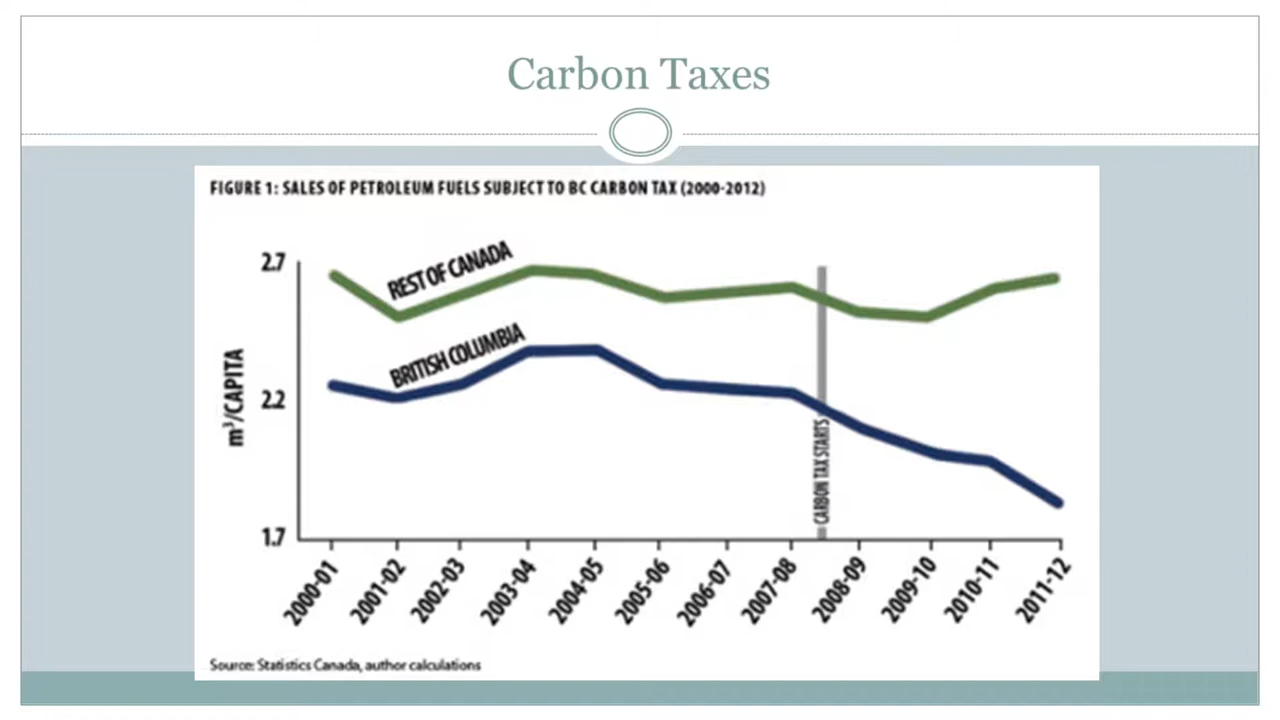 Carbon Taxes
FIGURE 1: SALES OF PETROLEUM FUELS SUBJECT TO BC CARBON TAX (2000-2012)
2.7
2.2
1.7
m³/CAPITA
REST OF CANADA
BRITISH COLUMBIA
CARBON TAX STARTS
2000-01
2001-02
2002-03
2003-04
2004-05
2005-06
2006-07
2007-08
2008-09
2009-10
2010-11
2011-12
Source: Statistics Canada, author calculations